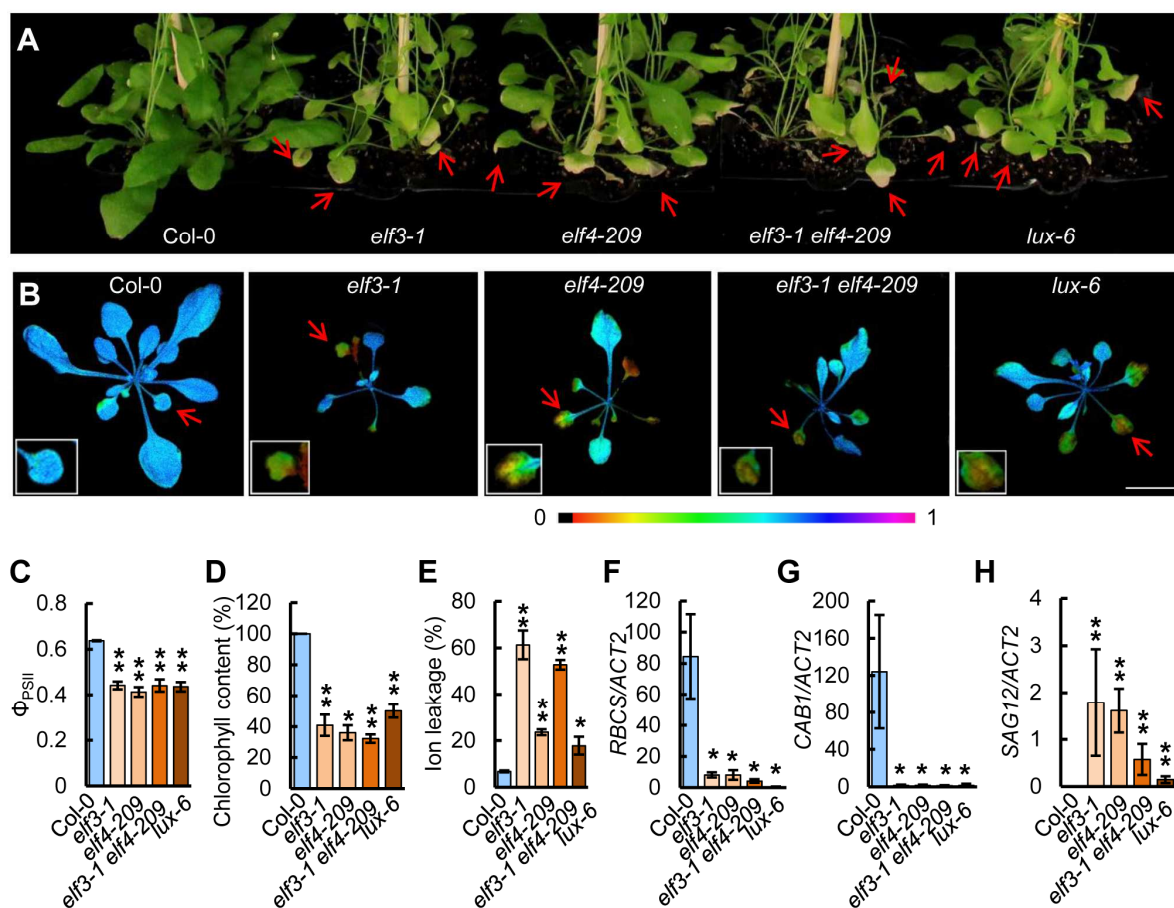 A
Col-0
elf3-1
elf4-209
elf3-1 elf4-209
lux-6
B
Col-0
elf3-1
elf4-209
elf3-1 elf4-209
lux-6
0
1
C
ΦPSII
0.8
0.6
0.4
0.2
0
**
**
**
**
Col-0
elf3-1
elf4-209
elf3-1 elf4-209
lux-6
D
Chlorophyll content (%)
120
100
80
60
40
20
0
**
*
**
**
Col-0
elf3-1
elf4-209
elf3-1 elf4-209
lux-6
E
Ion leakage (%)
80
60
40
20
0
**
**
**
*
Col-0
elf3-1
elf4-209
elf3-1 elf4-209
lux-6
F
RBCS/ACT2
120
100
80
60
40
20
0
*
*
*
*
Col-0
elf3-1
elf4-209
elf3-1 elf4-209
lux-6
G
CAB1/ACT2
200
160
120
80
40
0
*
*
*
*
Col-0
elf3-1
elf4-209
elf3-1 elf4-209
lux-6
H
SAG12/ACT2
4
3
2
1
0
**
**
**
**
Col-0
elf3-1
elf4-209
elf3-1 elf4-209
lux-6